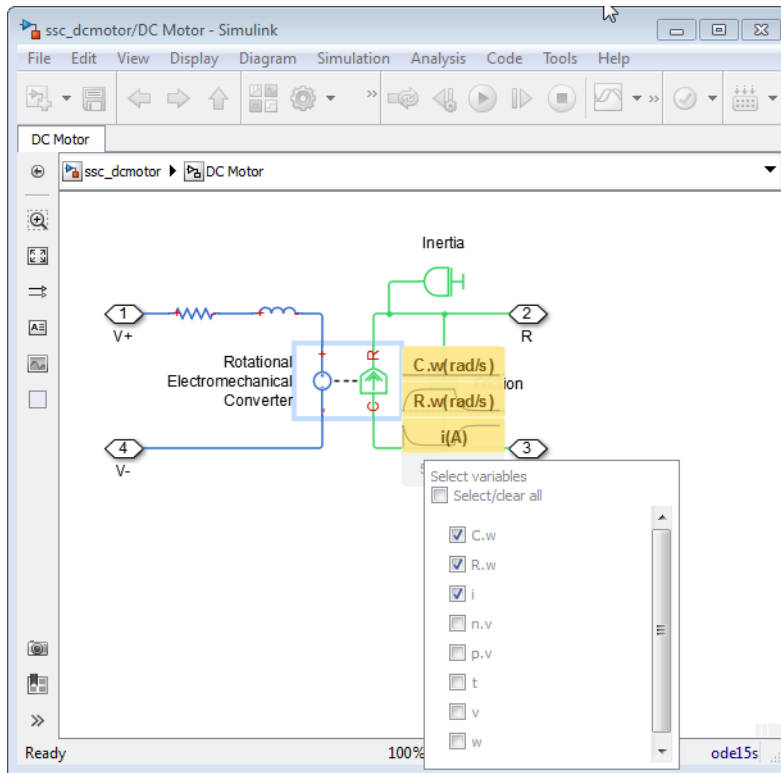 ssc_dcmotor/DC Motor - Simulink
File Edit View Display Diagram Simulation Analysis Code Tools Help
DC Motor
ssc_dcmotor DC Motor
Inertia
1
V+
2
R
Rotational
Electromechanical
Converter
+
R
-
C
C.w(rad/s)
R.w(rad/s)
i(A)
4
V-
3
Select variables
Select/clear all
C.w
R.w
i
n.v
p.v
t
v
w
Ready 100% ode15s